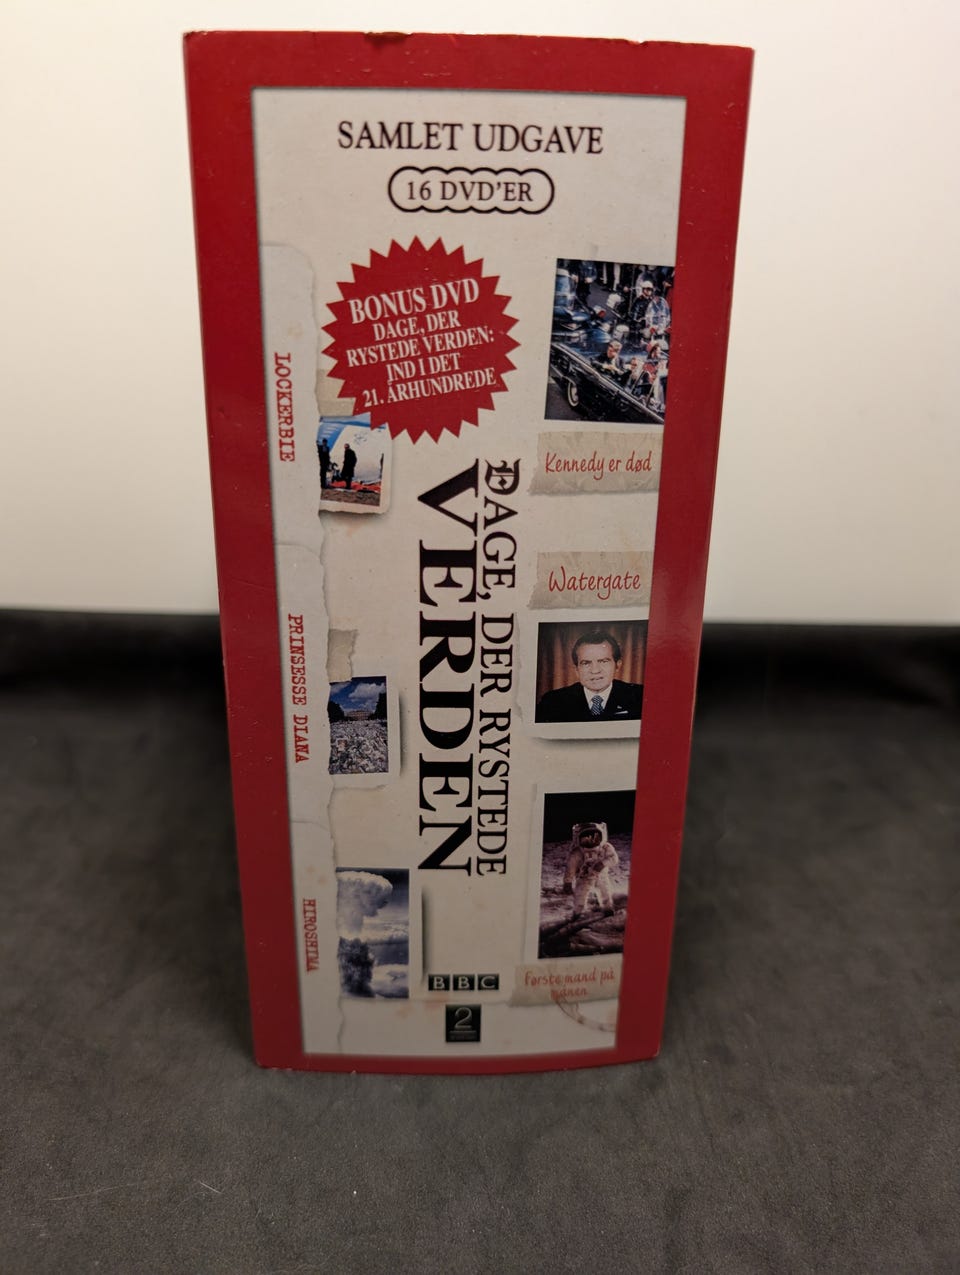 SAMLET UDGAVE
16 DVD'ER
BONUS DVD
DAGE, DER
RYSTEDE VERDEN:
IND I DET
21. ÅRHUNDREDE
LOCKERBIE
Kennedy er død
DAGE, DER RYSTEDE
VERDEN
Watergate
PRINSESSE DIANA
HIROSHIMA
Første mand på
månen
BBC
2